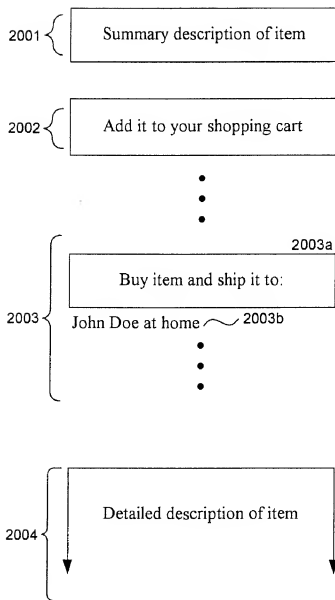 2001 Summary description of item
2002 Add it to your shopping cart
2003a
Buy item and ship it to:
2003 John Doe at home 2003b
Detailed description of item
2004